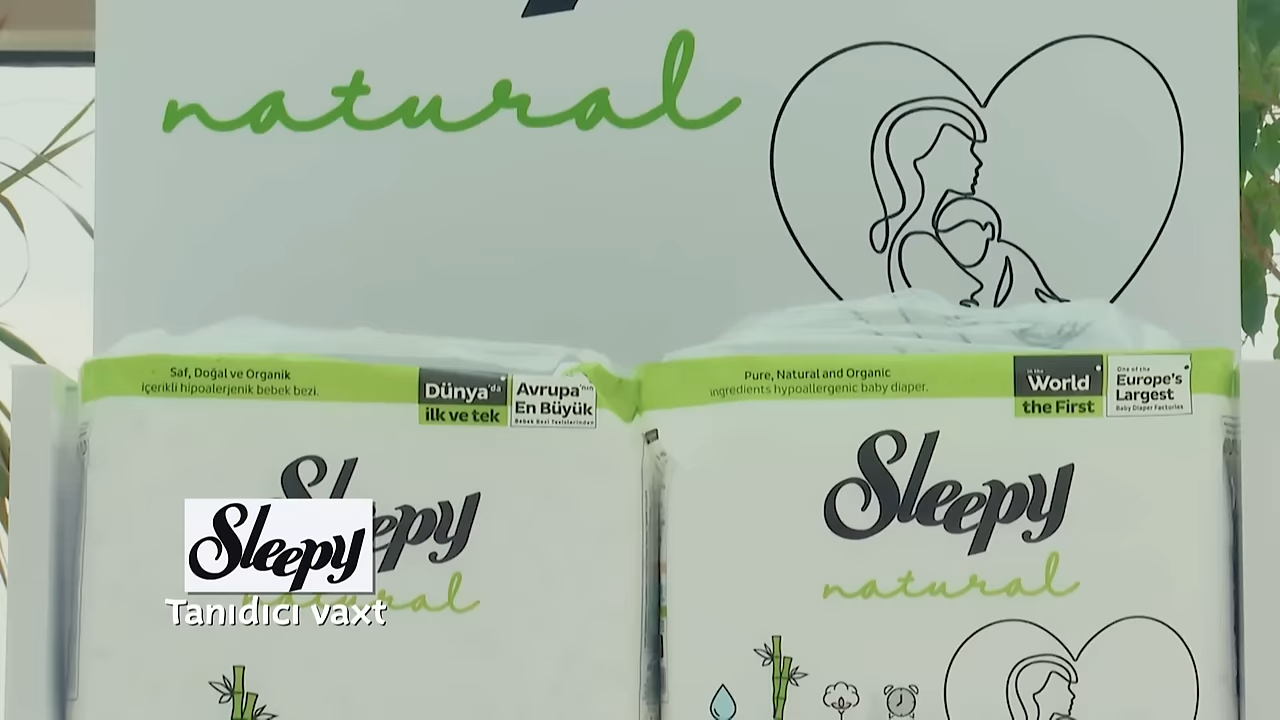 natural
Saf, Doğal ve Organik
içerikli hipoalerjenik bebek bezi.
Dünya'da
ilk ve tek
Avrupa'nın
En Büyük
Bebek Bezi Tesislerinden
Pure, Natural and Organic
ingredients hypoallergenic baby diaper.
in the
World
the First
One of the
Europe's
Largest
Baby Diaper Factories
Sleepy
natural
Sleepy
natural
Sleepy
Tanıdıcı vaxt